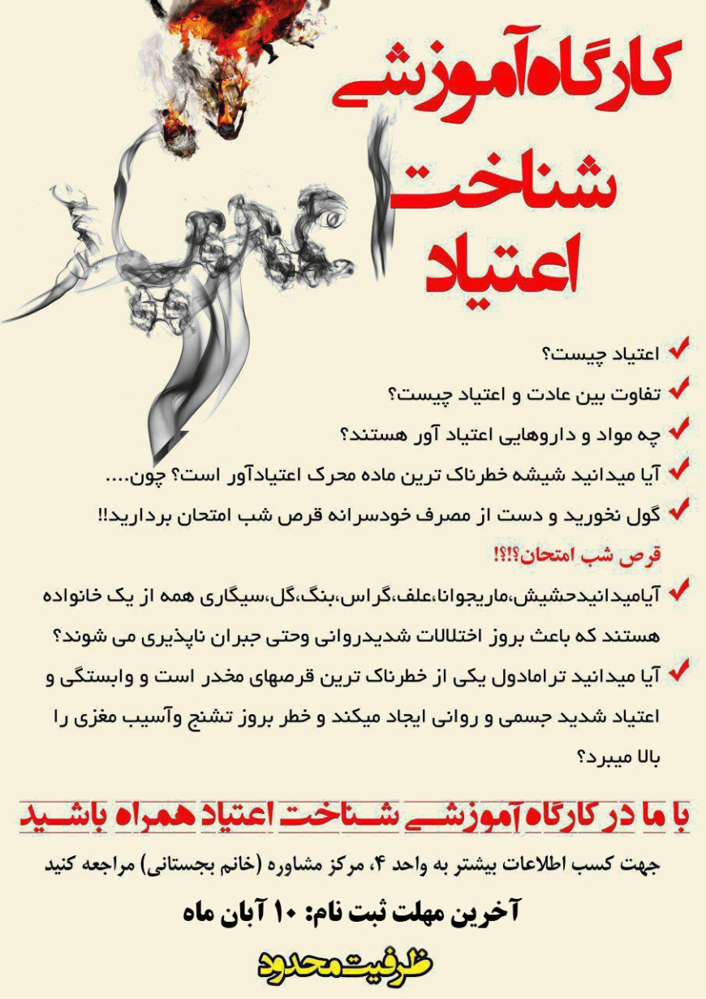 کارگاه آموزشی
شناخت
اعتیاد
اعتیاد
اعتیاد چیست؟
تفاوت بین عادت و اعتیاد چیست؟
چه مواد و داروهایی اعتیاد آور هستند؟
آیا میدانید شیشه خطرناک ترین ماده محرک اعتیادآور است؟ چون....
گول نخورید و دست از مصرف خودسرانه قرص شب امتحان بردارید!!
قرص شب امتحان؟!؟!
آیامیدانیدحشیش،ماریجوانا،علف،گراس،بنگ،گل،سیگاری همه از یک خانواده
هستند که باعث بروز اختلالات شدیدروانی وحتی جبران ناپذیری می شوند؟
آیا میدانید ترامادول یکی از خطرناک ترین قرصهای مخدر است و وابستگی و
اعتیاد شدید جسمی و روانی ایجاد میکند و خطر بروز تشنج وآسیب مغزی را
بالا میبرد؟
با ما در کارگاه آموزشی شناخت اعتیاد همراه باشید
جهت کسب اطلاعات بیشتر به واحد ۴، مرکز مشاوره (خانم بجستانی) مراجعه کنید
آخرین مهلت ثبت نام: ۱۰ آبان ماه
ظرفیت محدود